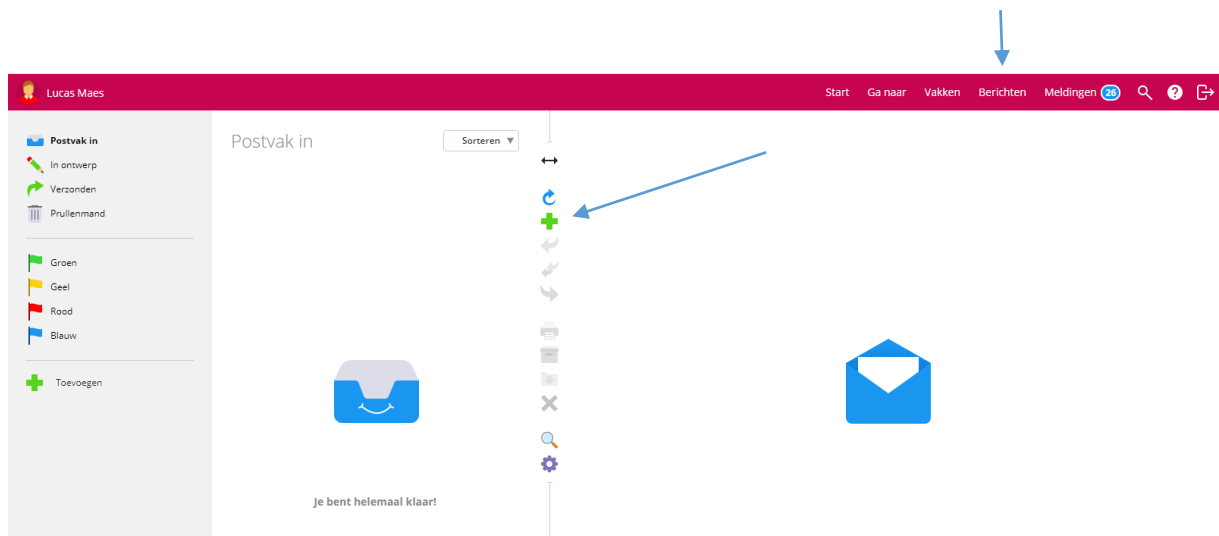 Lucas Maes
Start Ga naar Vakken Berichten Meldingen 26
Postvak in
In ontwerp
Verzonden
Prullenmand
Groen
Geel
Rood
Blauw
Toevoegen
Postvak in
Sorteren
Je bent helemaal klaar!